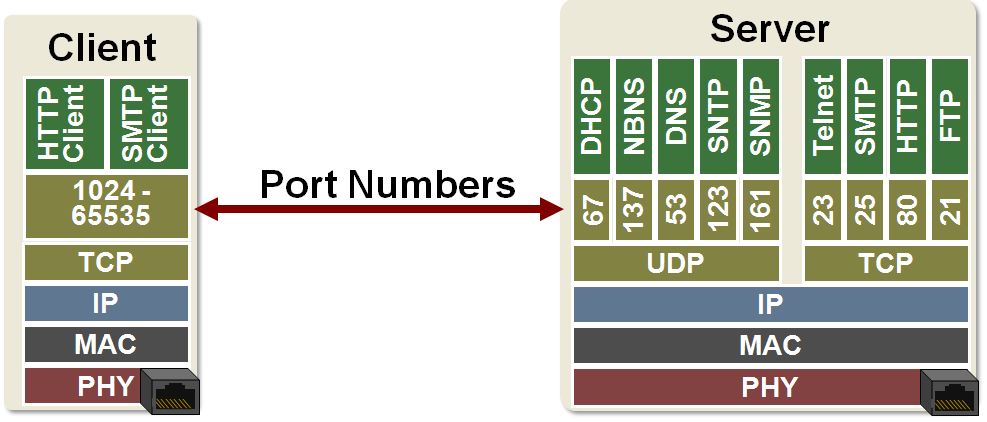 Client
HTTP
Client
SMTP
Client
1024 -
65535
TCP
IP
MAC
PHY
Port Numbers
Server
DHCP
NBNS
DNS
SNTP
SNMP
Telnet
SMTP
HTTP
FTP
67
137
53
123
161
23
25
80
21
UDP
TCP
IP
MAC
PHY